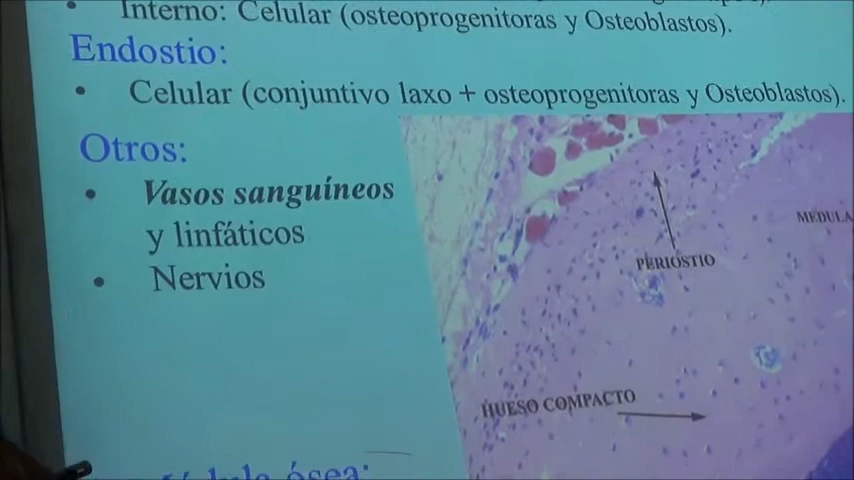 Interno: Celular (osteoprogenitoras y Osteoblastos).
Endostio:
• Celular (conjuntivo laxo + osteoprogenitoras y Osteoblastos).
Otros:
• Vasos sanguíneos
y linfáticos
• Nervios
MEDULA
PERIOSTIO
HUESO COMPACTO
ósea: